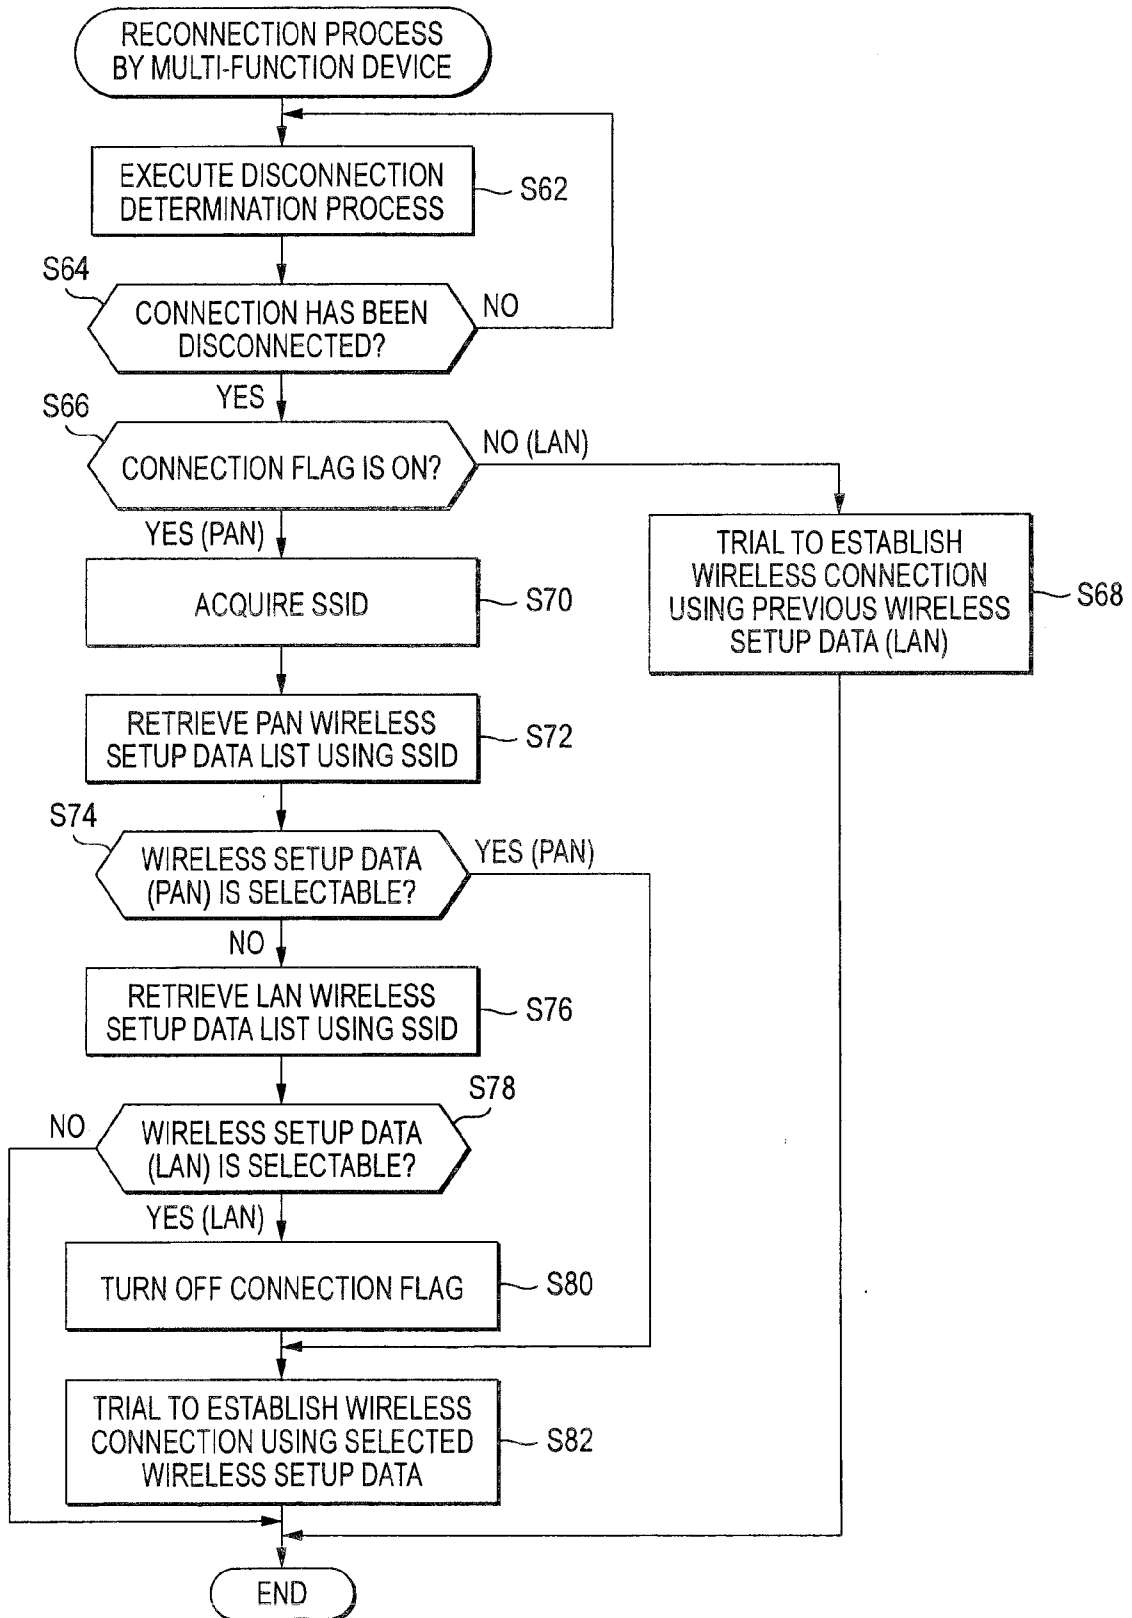 RECONNECTION PROCESS
BY MULTI-FUNCTION DEVICE
EXECUTE DISCONNECTION
DETERMINATION PROCESS
S62
S64
CONNECTION HAS BEEN
DISCONNECTED?
NO
YES
S66
CONNECTION FLAG IS ON?
NO (LAN)
YES (PAN)
TRIAL TO ESTABLISH
WIRELESS CONNECTION
USING PREVIOUS WIRELESS
SETUP DATA (LAN)
S68
ACQUIRE SSID
S70
RETRIEVE PAN WIRELESS
SETUP DATA LIST USING SSID
S72
S74
WIRELESS SETUP DATA
(PAN) IS SELECTABLE?
YES (PAN)
NO
RETRIEVE LAN WIRELESS
SETUP DATA LIST USING SSID
S76
S78
NO
WIRELESS SETUP DATA
(LAN) IS SELECTABLE?
YES (LAN)
TURN OFF CONNECTION FLAG
S80
TRIAL TO ESTABLISH WIRELESS
CONNECTION USING SELECTED
WIRELESS SETUP DATA
S82
END